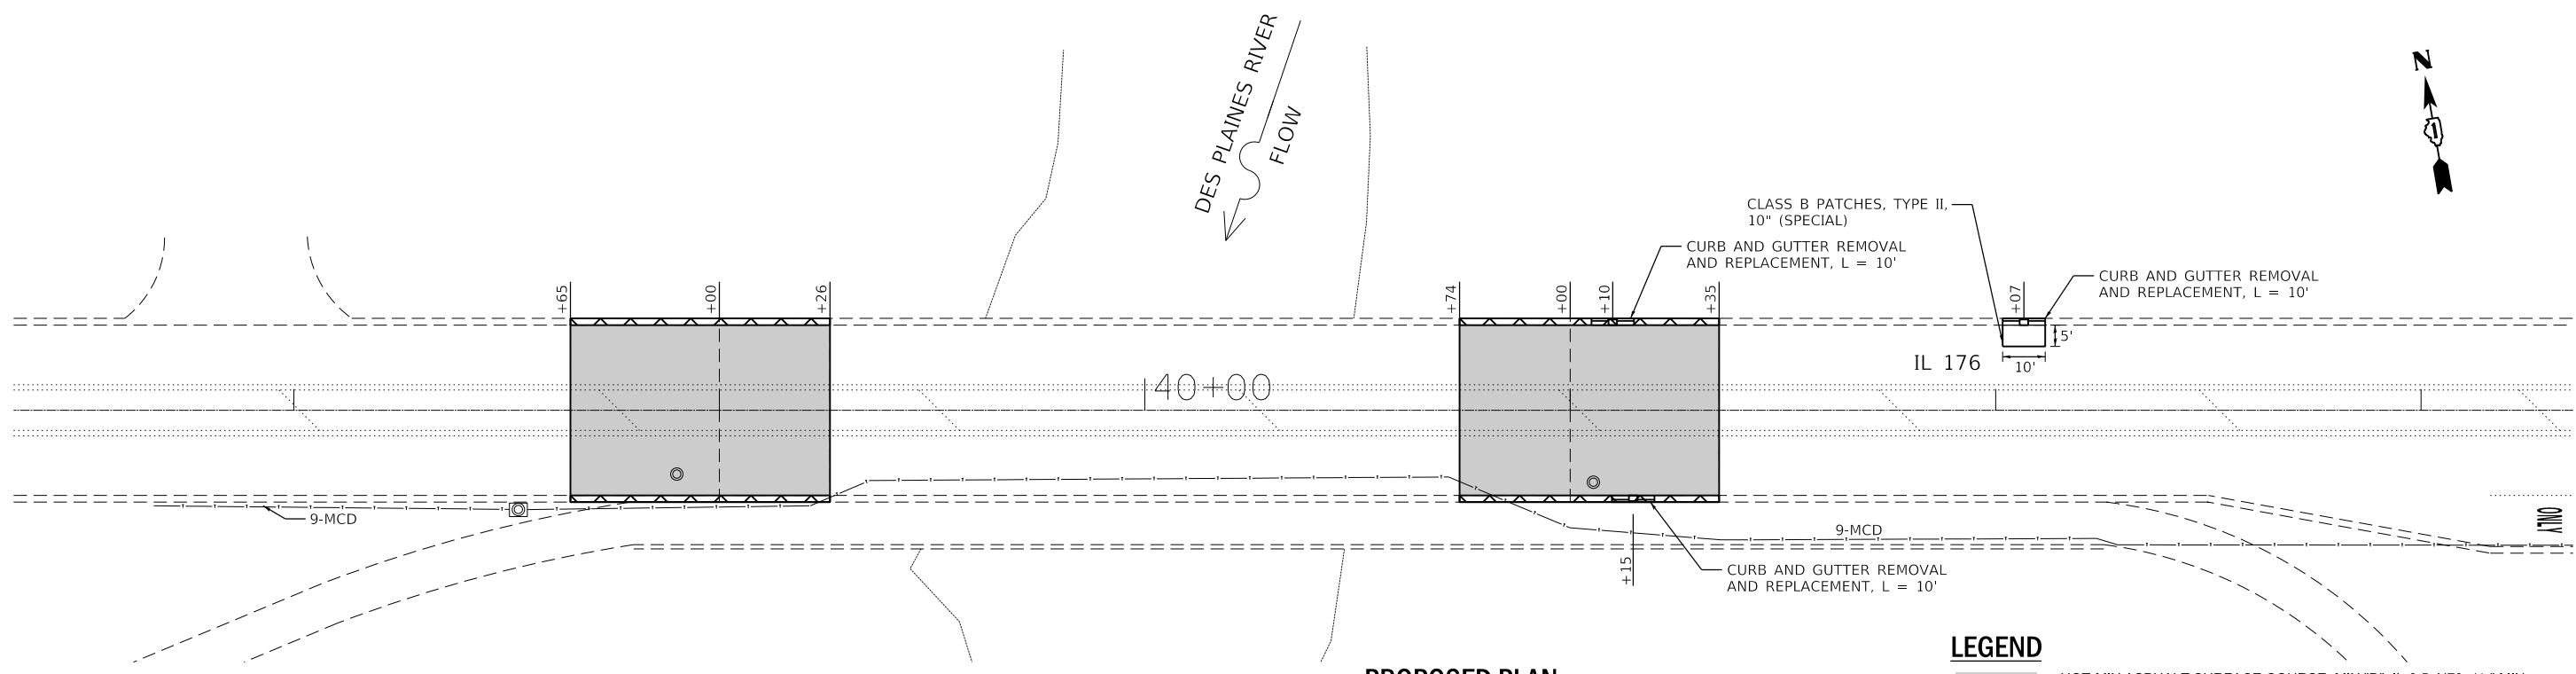 DES PLAINES RIVER
FLOW
N
CLASS B PATCHES, TYPE II,
10" (SPECIAL)
CURB AND GUTTER REMOVAL
AND REPLACEMENT, L = 10'
CURB AND GUTTER REMOVAL
AND REPLACEMENT, L = 10'
+65
+00
+26
+74
+00
+10
+35
+07
5'
10'
IL 176
40+00
9-MCD
9-MCD
ONLY
+15
CURB AND GUTTER REMOVAL
AND REPLACEMENT, L = 10'
LEGEND
PROPOSED PLAN